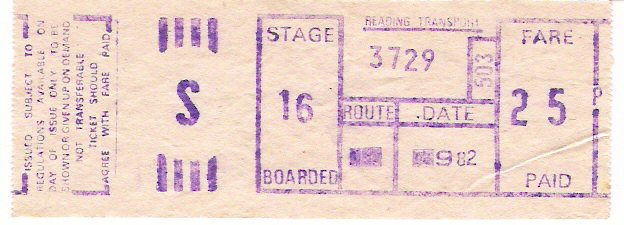 ISSUED SUBJECT TO
REGULATIONS AVAILABLE ON
DAY OF ISSUE ONLY TO BE
SHOWN OR GIVEN UP ON DEMAND
NOT TRANSFERABLE
TICKET SHOULD
AGREE WITH FARE PAID
S
STAGE
16
BOARDED
READING TRANSPORT
3729
503
ROUTE
DATE
9 82
FARE
25 P
PAID